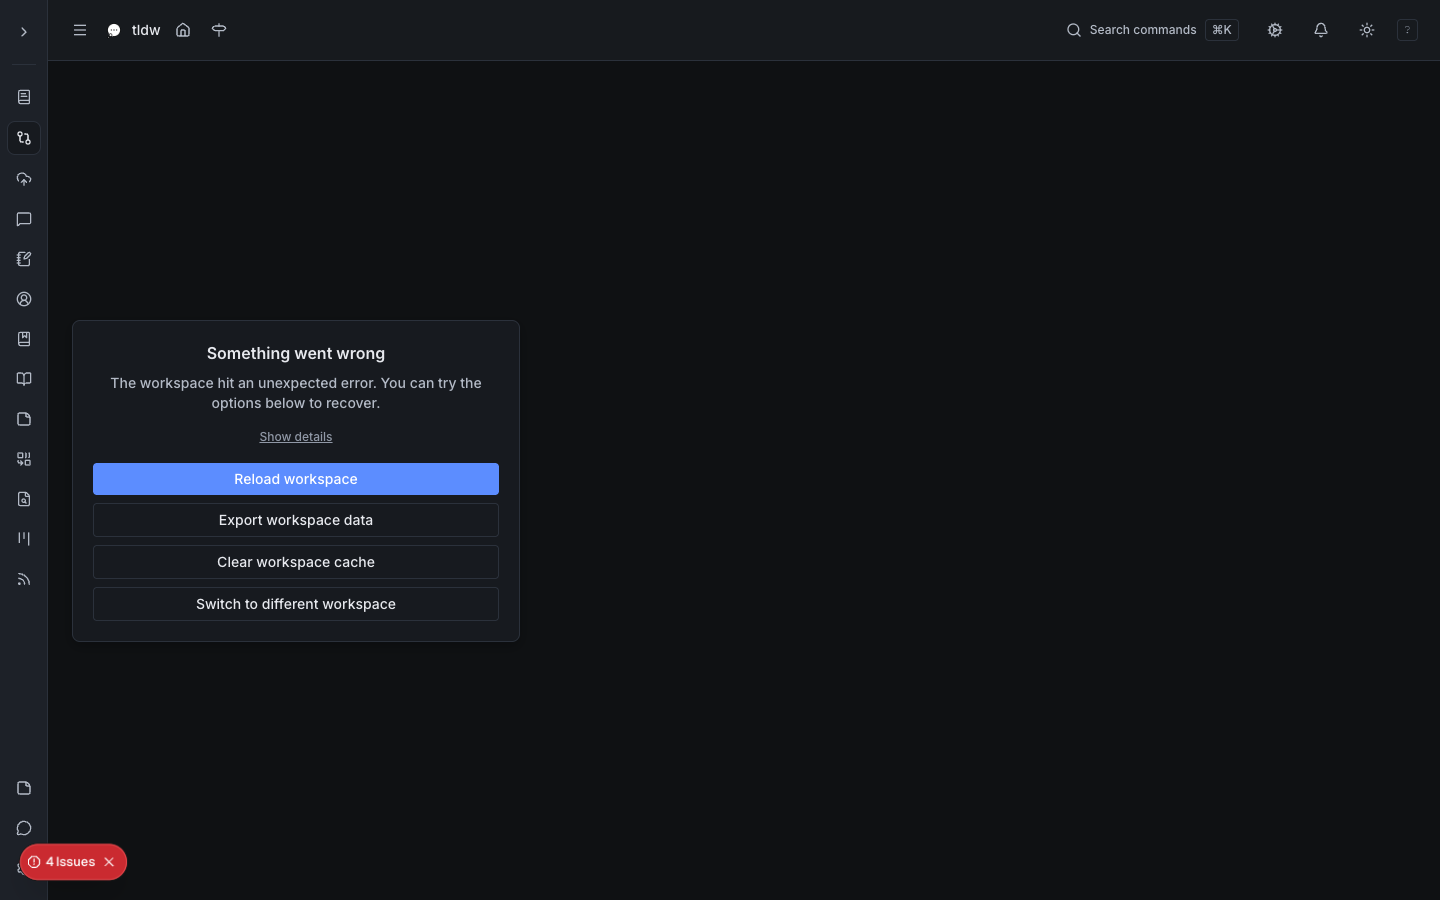 tldw
Search commands ⌘K
?
Something went wrong
The workspace hit an unexpected error. You can try the
options below to recover.
Show details
Reload workspace
Export workspace data
Clear workspace cache
Switch to different workspace
4 Issues